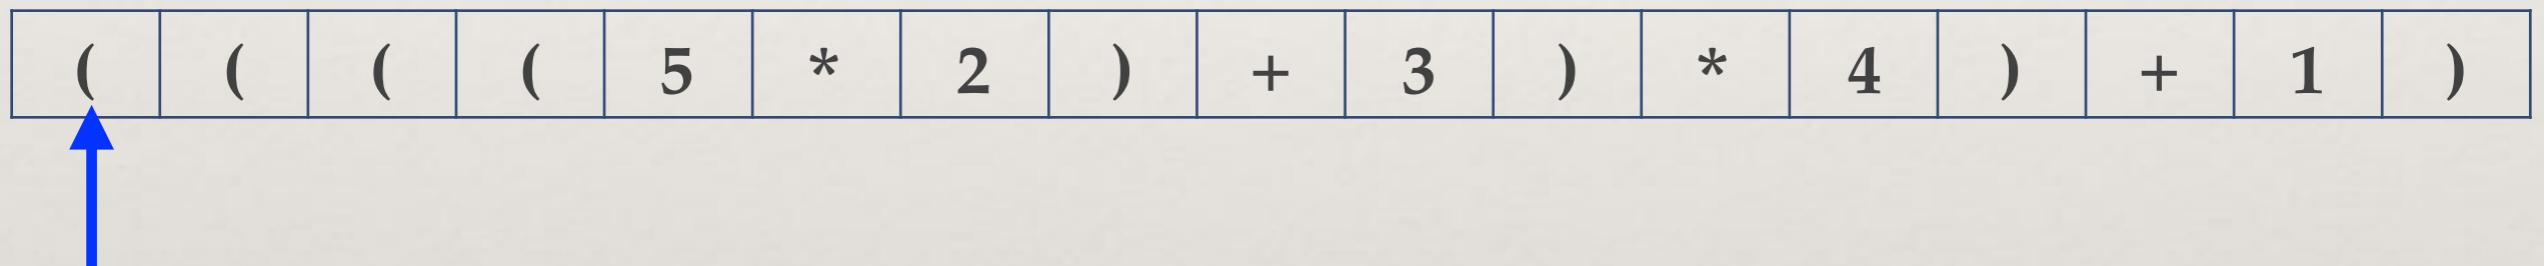 ( ( ( ( 5 * 2 ) + 3 ) * 4 ) + 1 )